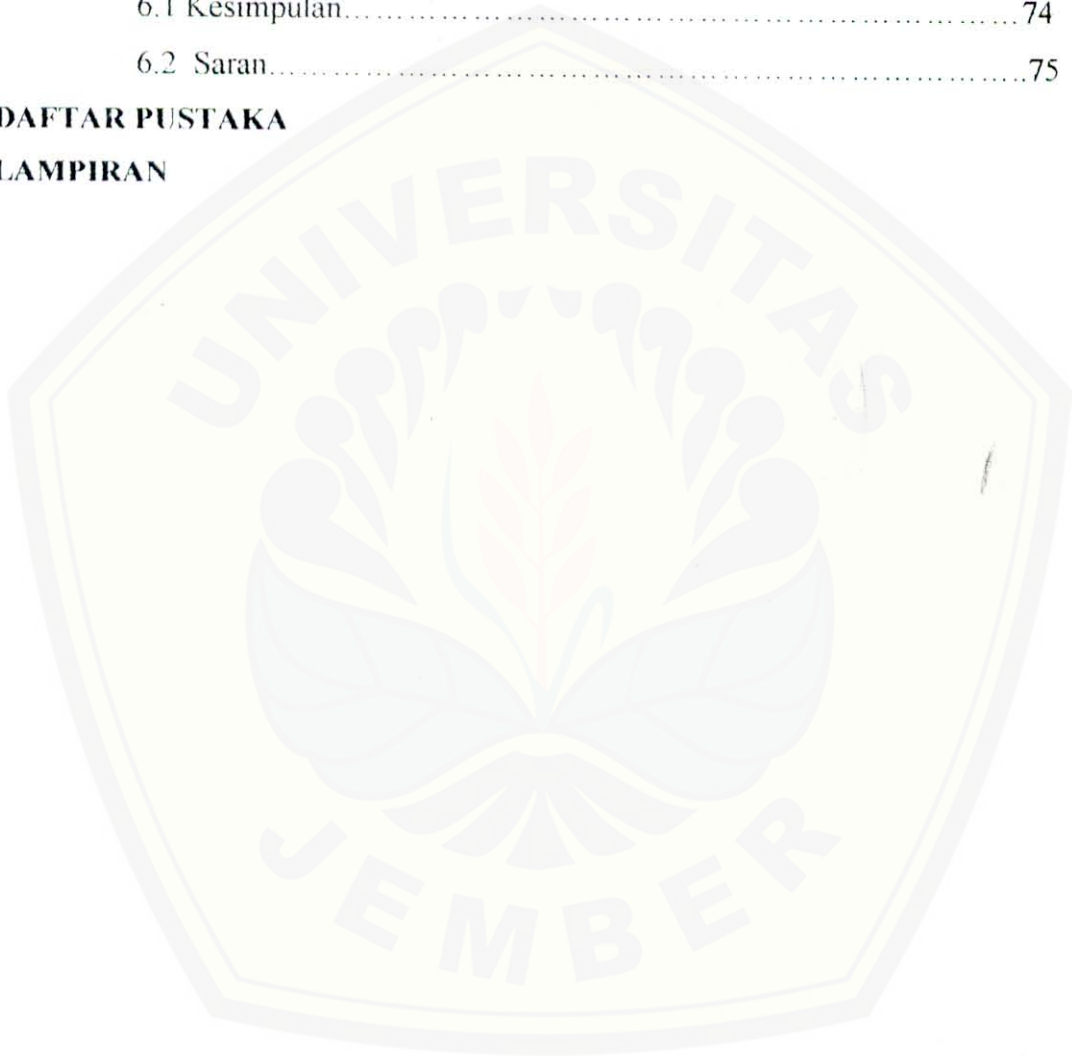 6.1 Kesimpulan....................................................................74
6.2 Saran............................................................................75
DAFTAR PUSTAKA
LAMPIRAN
UNIVERSITAS
JEMBER